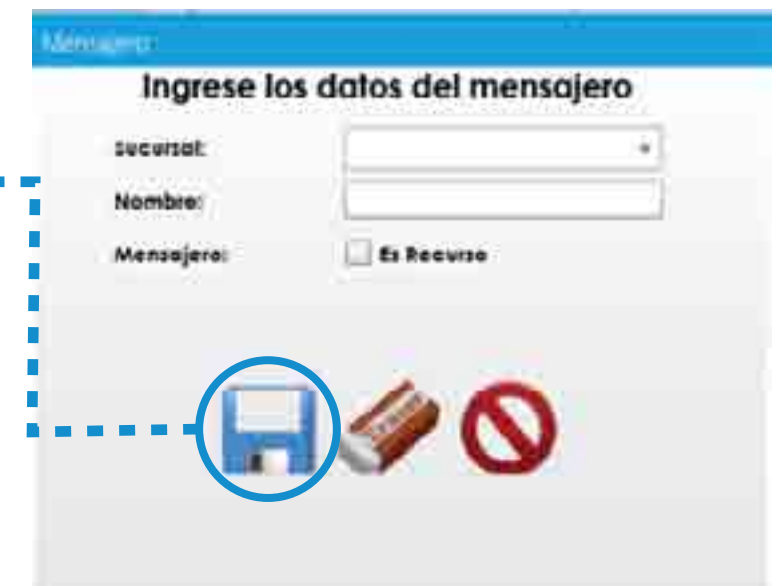 Mensajero
Ingrese los datos del mensajero
Sucursal:
Nombre:
Mensajero: Es Recurso